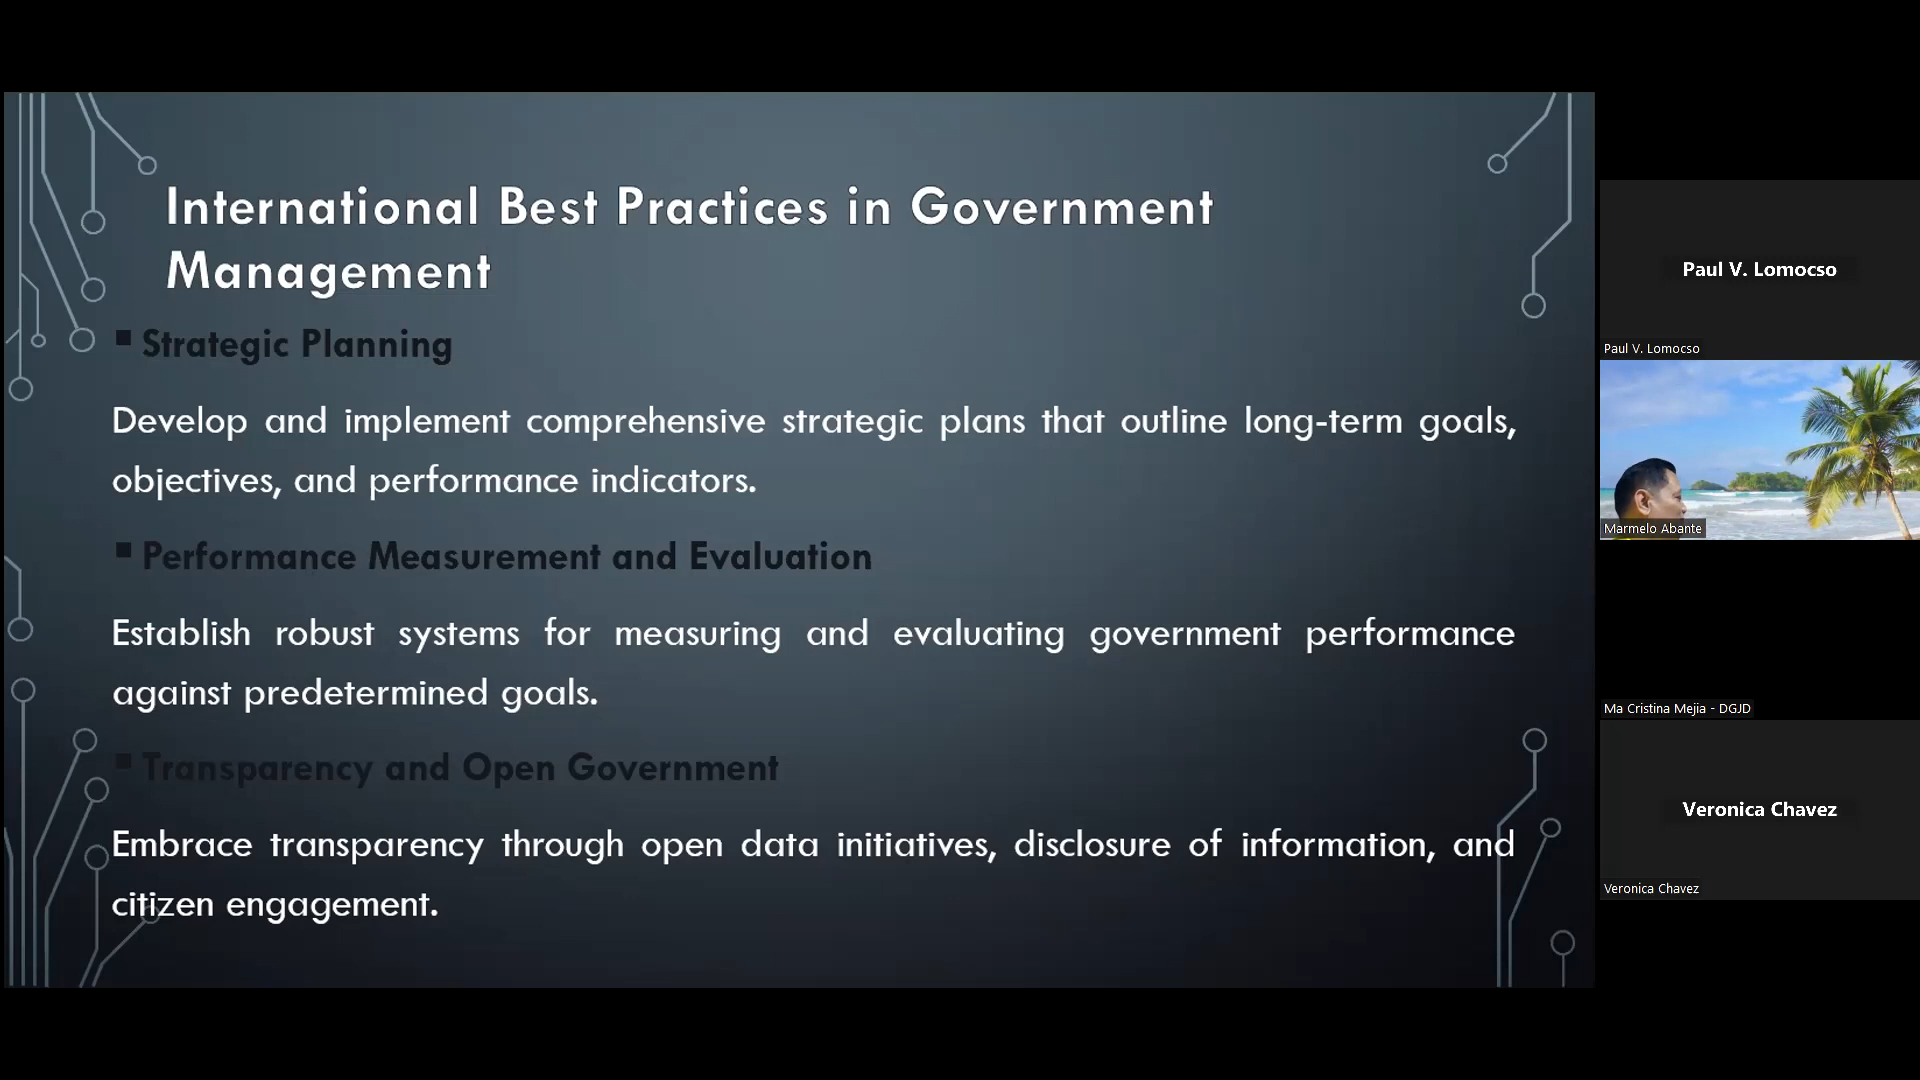 International Best Practices in Government
Management
▪ Strategic Planning
Develop and implement comprehensive strategic plans that outline long-term goals,
objectives, and performance indicators.
▪ Performance Measurement and Evaluation
Establish robust systems for measuring and evaluating government performance
against predetermined goals.
▪ Transparency and Open Government
Embrace transparency through open data initiatives, disclosure of information, and
citizen engagement.
Paul V. Lomocso
Paul V. Lomocso
Marmelo Abante
Ma Cristina Mejia - DGJD
Veronica Chavez
Veronica Chavez